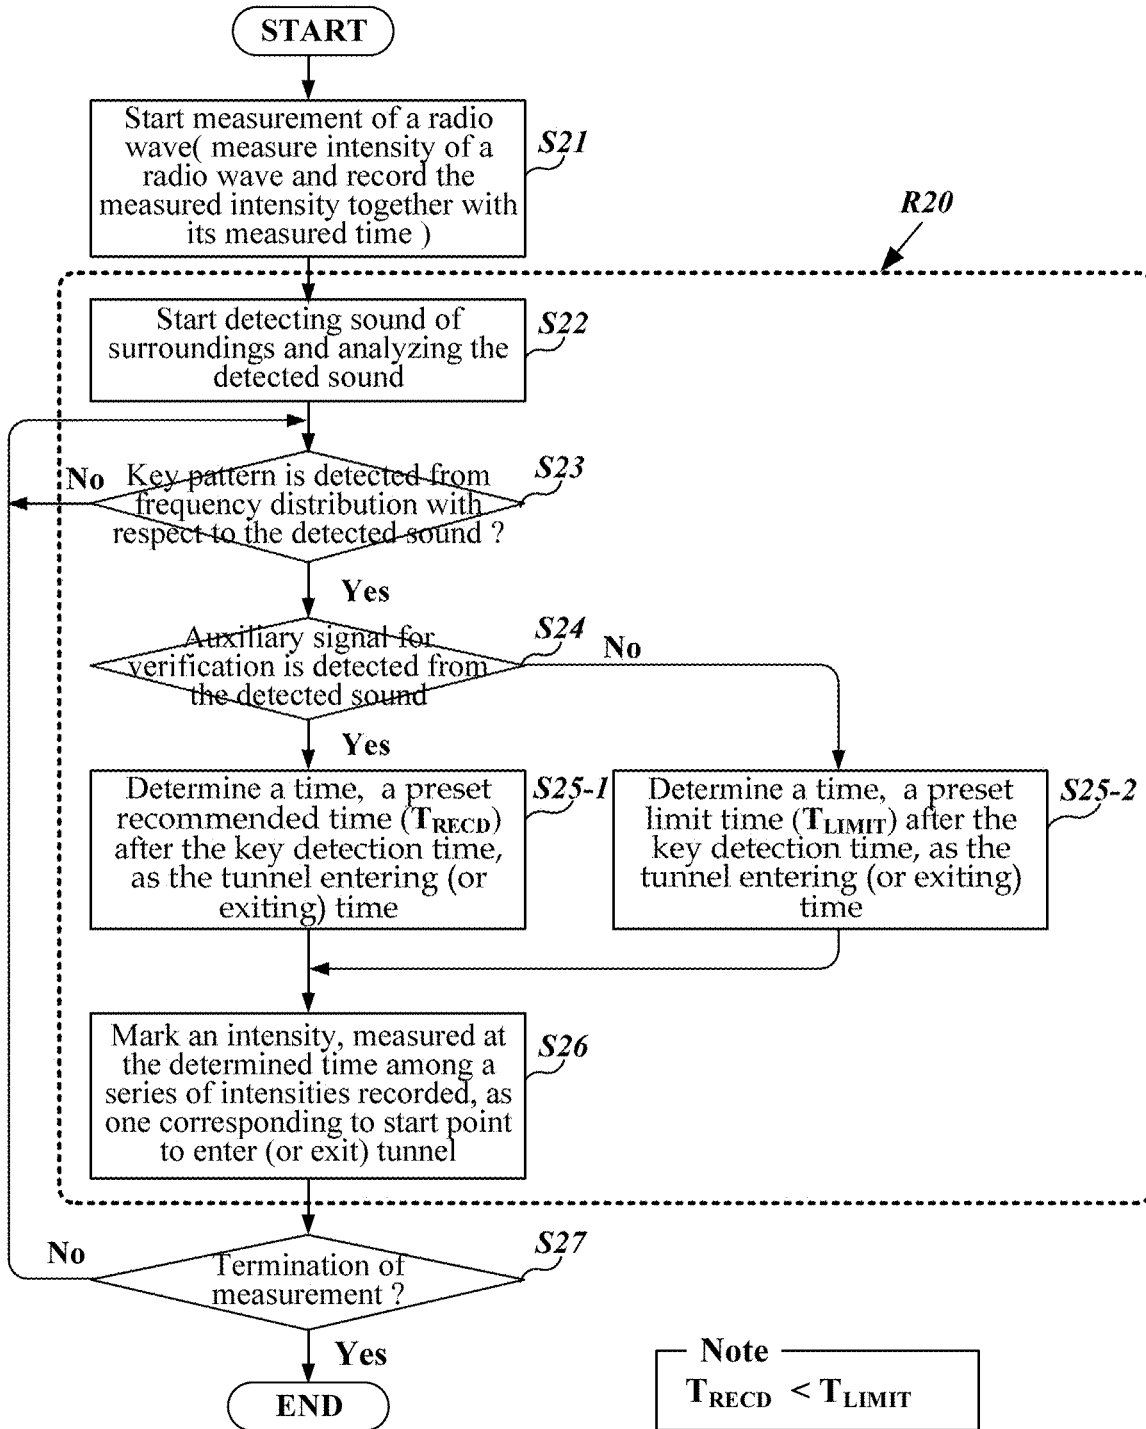 START
Start measurement of a radio
wave( measure intensity of a
radio wave and record the
measured intensity together with
its measured time )
S21
R20
Start detecting sound of
surroundings and analyzing the
detected sound
S22
No
Key pattern is detected from
frequency distribution with
respect to the detected sound ?
S23
Yes
Auxiliary signal for
verification is detected from
the detected sound
S24
No
Yes
Determine a time, a preset
recommended time (TRECD)
after the key detection time,
as the tunnel entering (or
exiting) time
S25-1
Determine a time, a preset
limit time (TLIMIT) after the
key detection time, as the
tunnel entering (or exiting)
time
S25-2
Mark an intensity, measured at
the determined time among a
series of intensities recorded, as
one corresponding to start point
to enter (or exit) tunnel
S26
No
Termination of
measurement ?
S27
Yes
END
Note
TRECD < TLIMIT